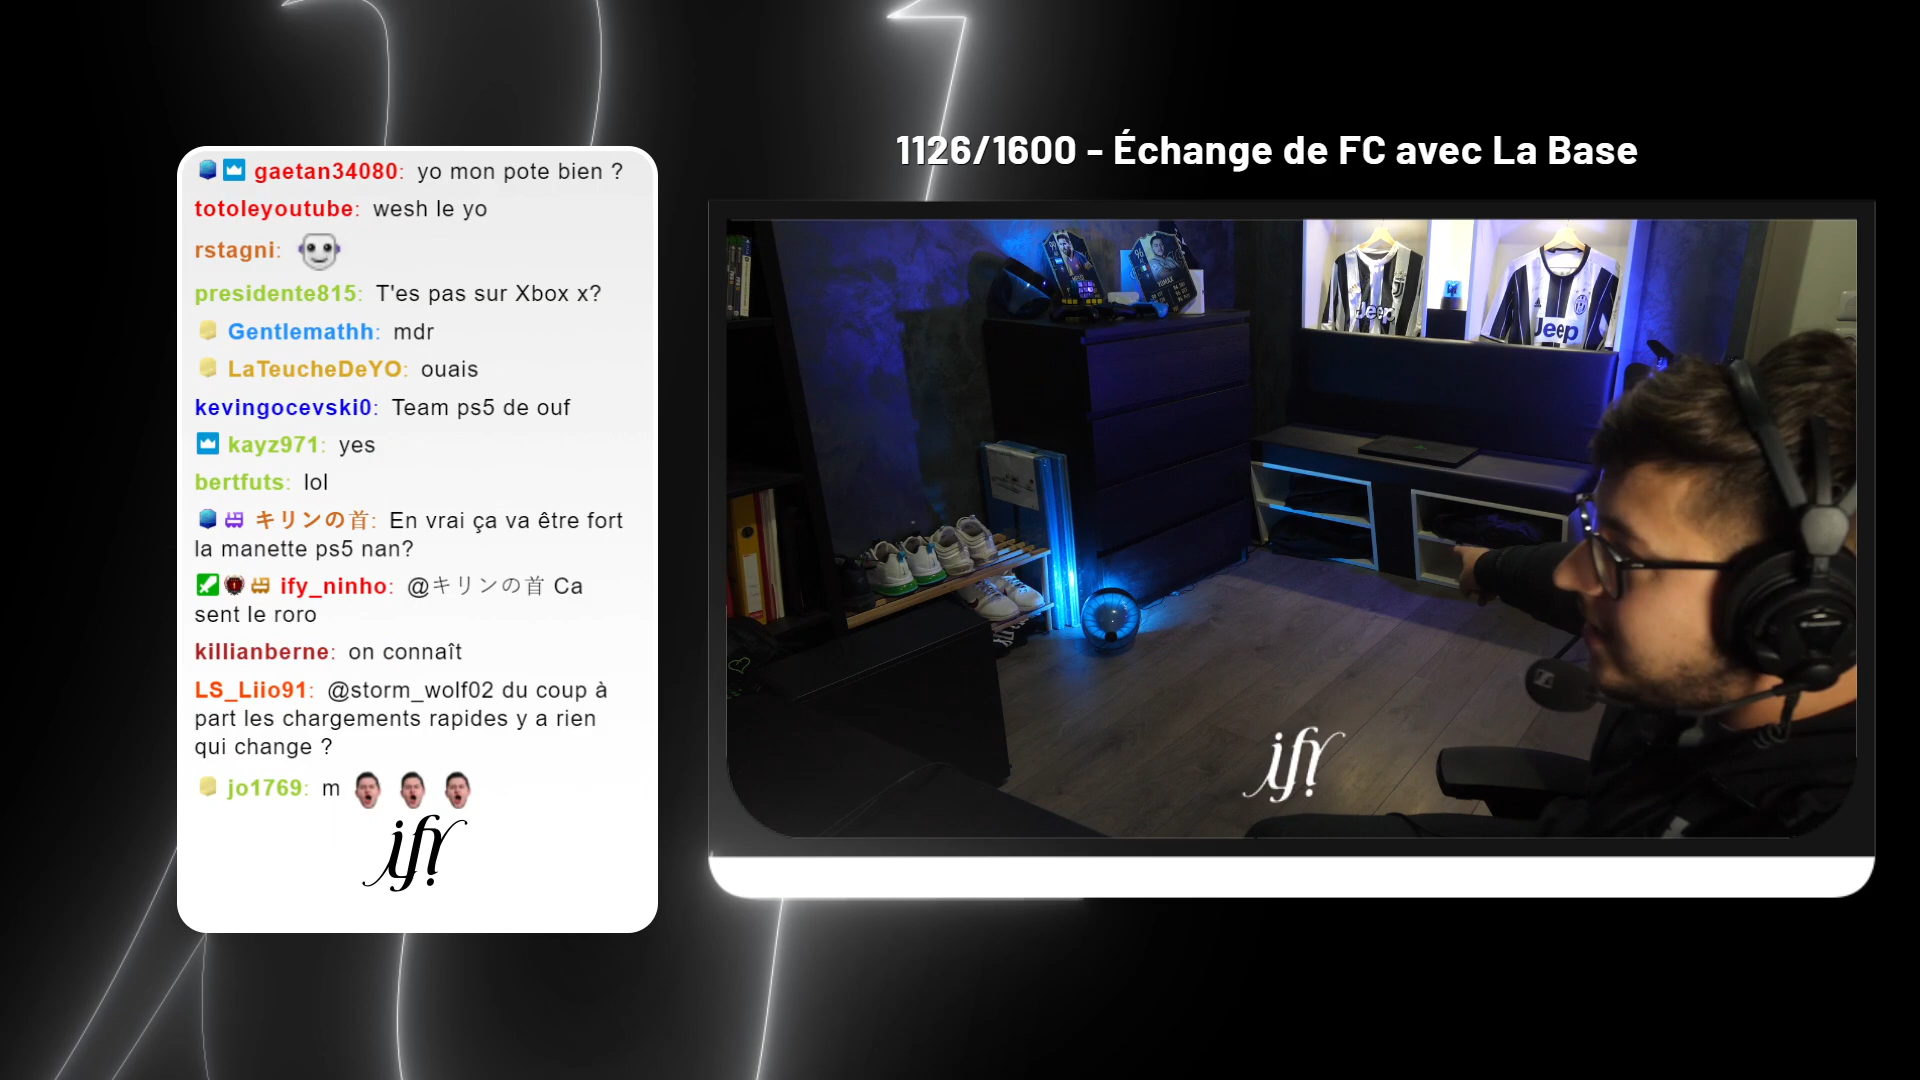 gaetan34080: yo mon pote bien ?
totoleyoutube: wesh le yo
rstagni:
presidente815: T'es pas sur Xbox x?
Gentlemathh: mdr
LaTeucheDeYO: ouais
kevingocevski0: Team ps5 de ouf
kayz971: yes
bertfuts: lol
キリンの首: En vrai ça va être fort
la manette ps5 nan?
ify_ninho: @キリンの首 Ca
sent le roro
killianberne: on connaît
LS_Liio91: @storm_wolf02 du coup à
part les chargements rapides y a rien
qui change ?
jo1769: m
ify
1126/1600 - Échange de FC avec La Base
99
96
Jeep
Jeep
ify